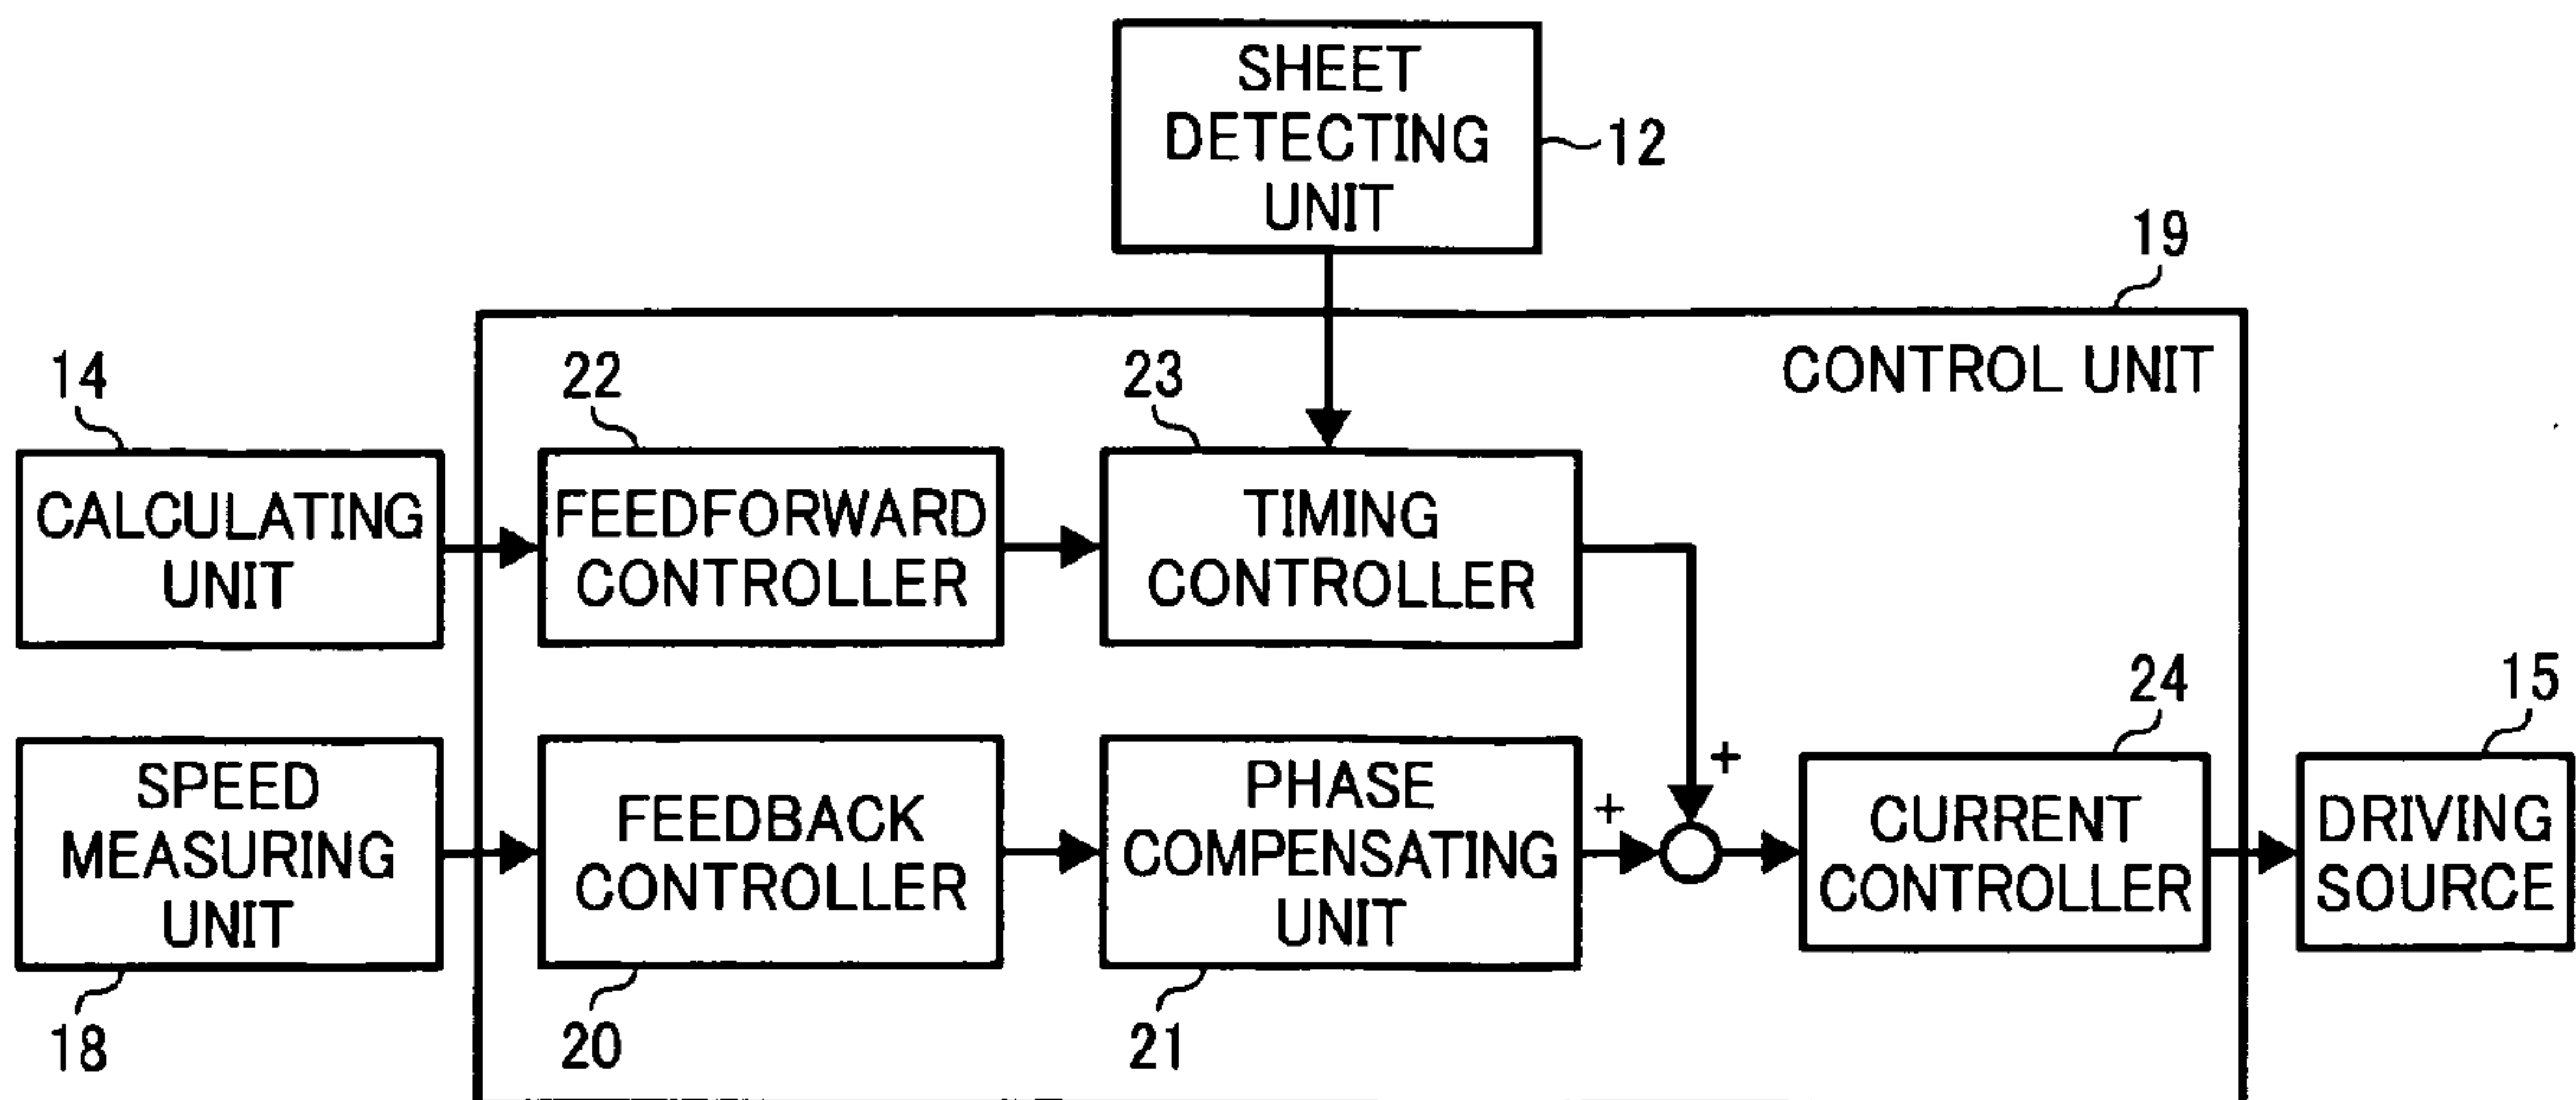 SHEET
DETECTING
UNIT
12
19
CONTROL UNIT
14
22
23
CALCULATING
UNIT
FEEDFORWARD
CONTROLLER
TIMING
CONTROLLER
24
15
SPEED
MEASURING
UNIT
FEEDBACK
CONTROLLER
PHASE
COMPENSATING
UNIT
+
+
CURRENT
CONTROLLER
DRIVING
SOURCE
18
20
21